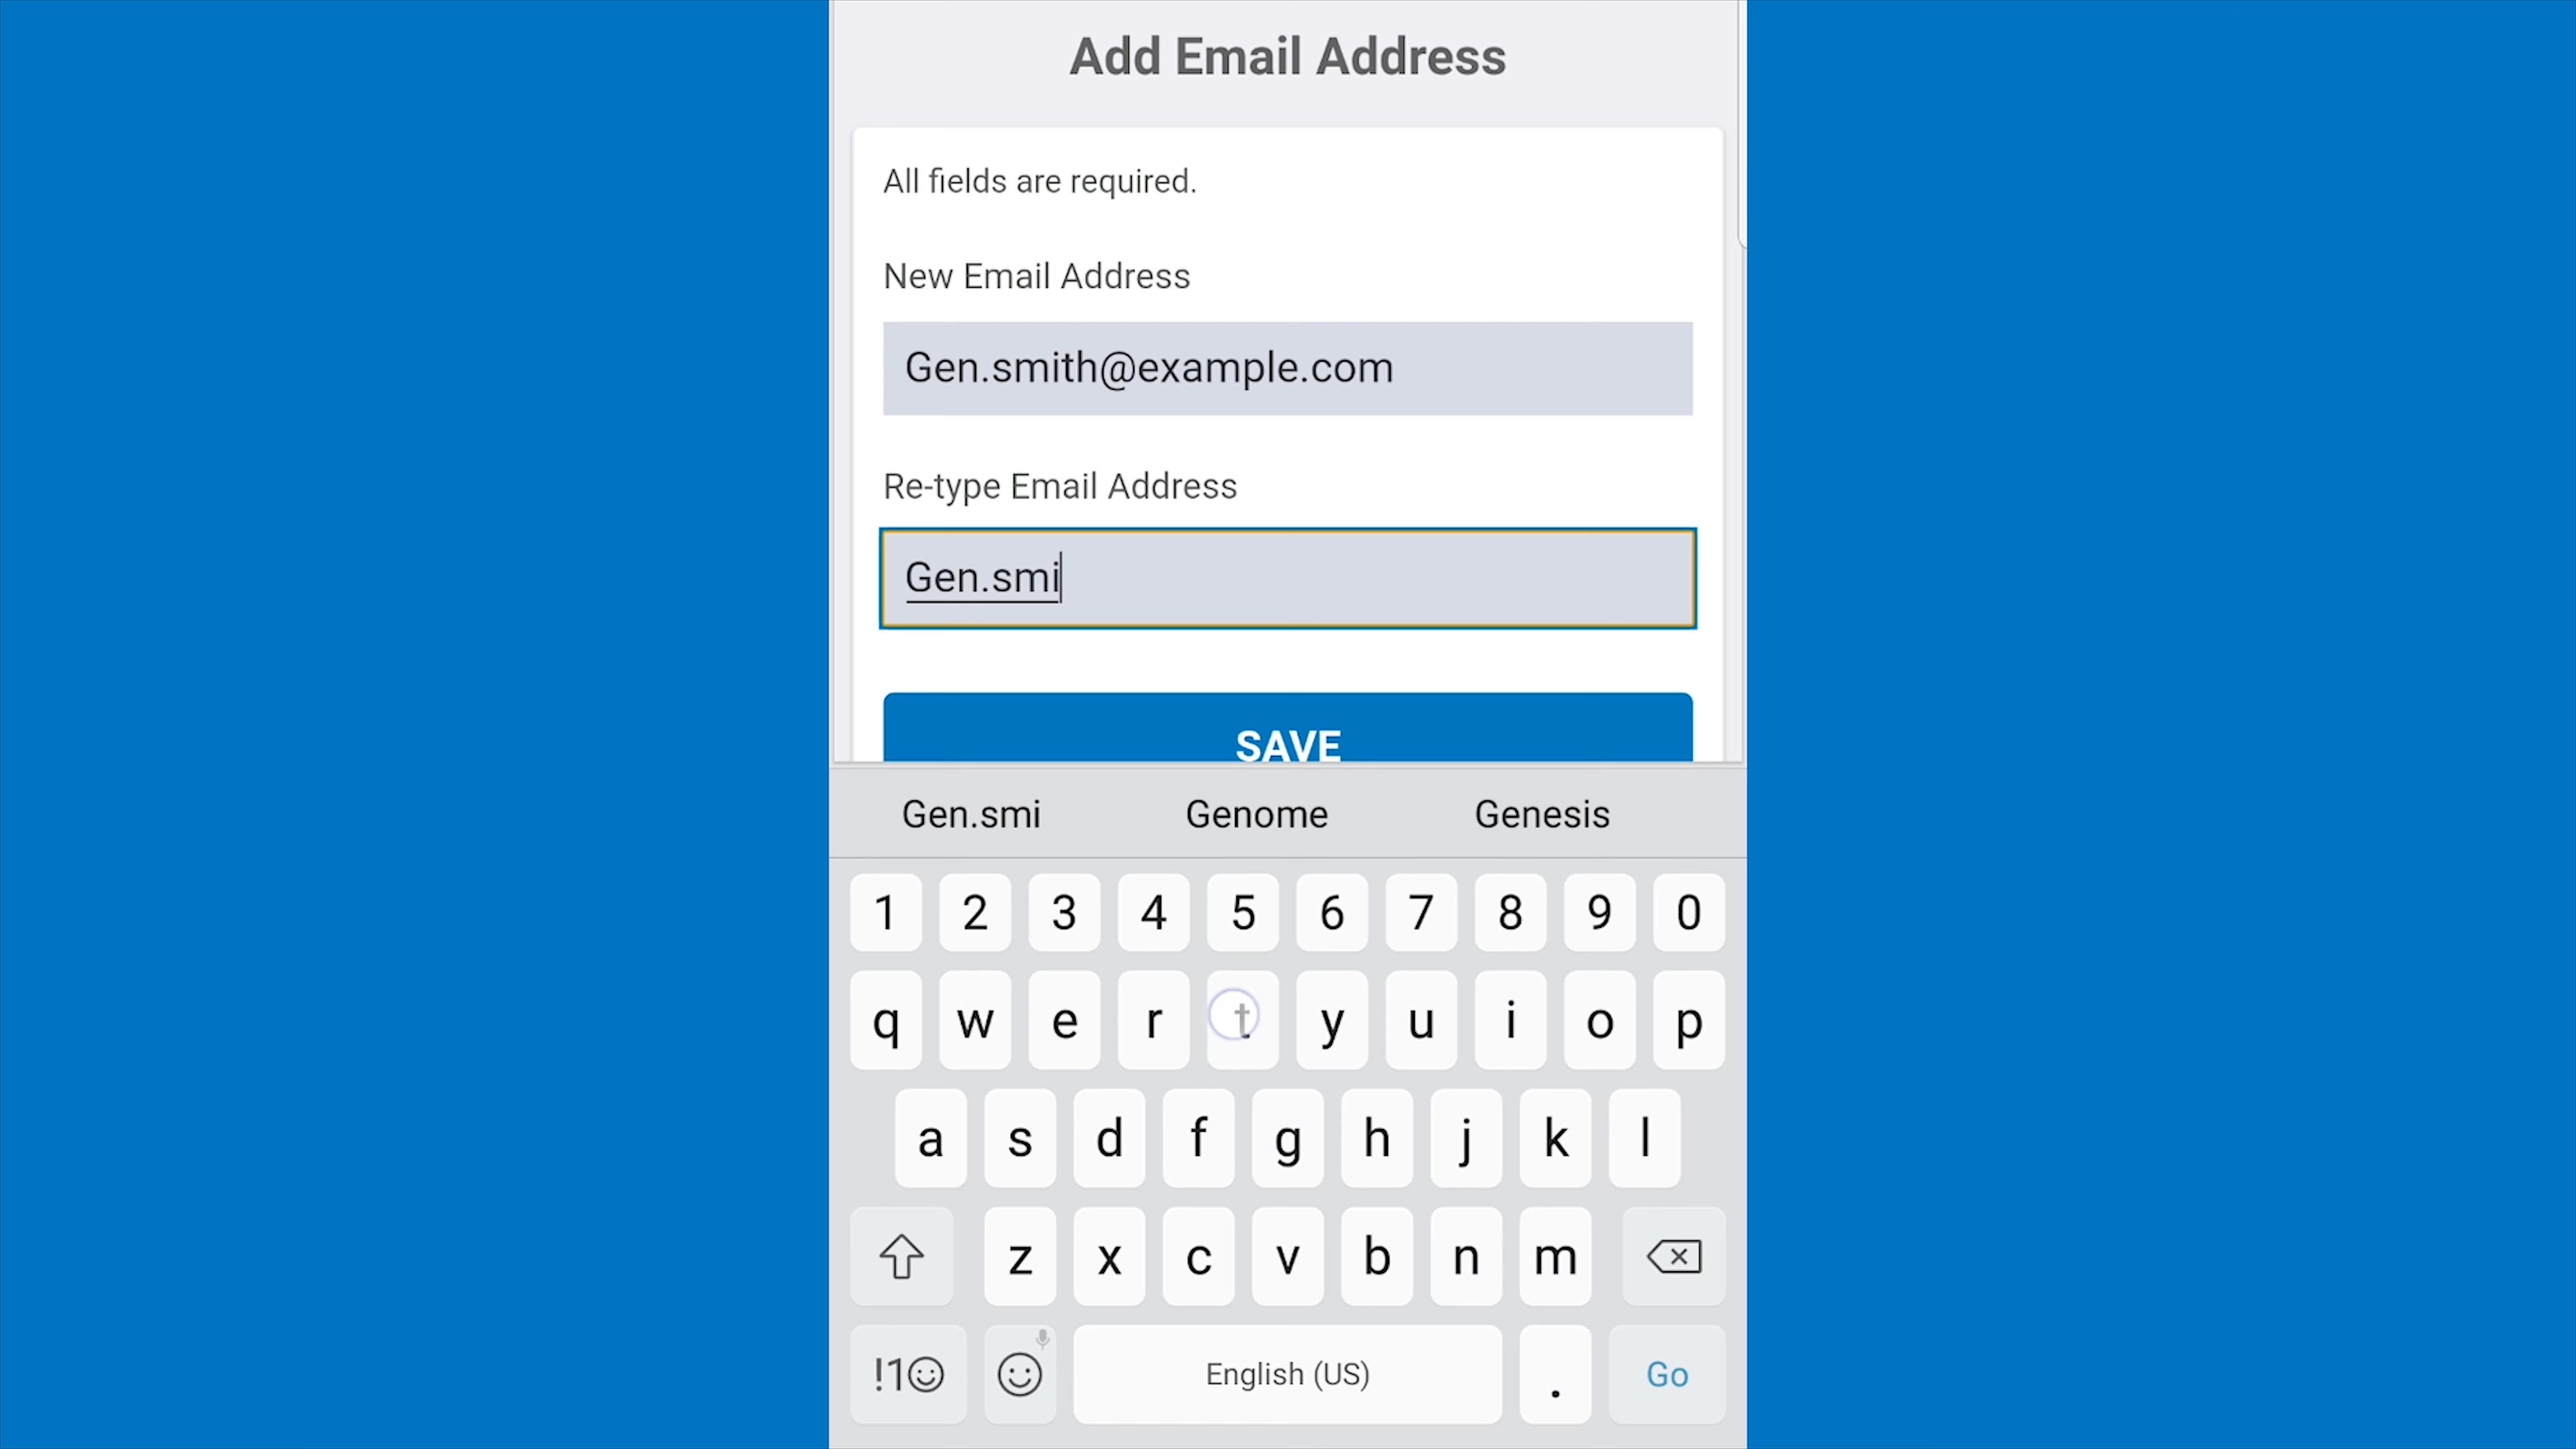 Add Email Address
All fields are required.
New Email Address
Gen.smith@example.com
Re-type Email Address
Gen.smi
SAVE
Gen.smi Genome Genesis
1 2 3 4 5 6 7 8 9 0
q w e r t y u i o p
a s d f g h j k l
z x c v b n m
!1 English (US) . Go